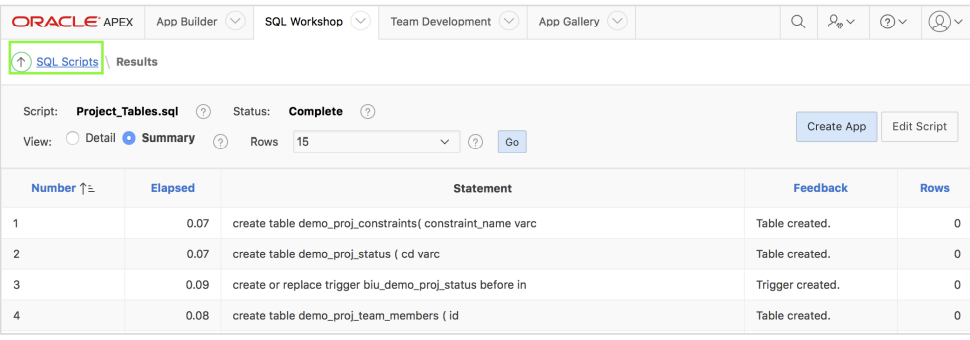 ORACLE APEX App Builder SQL Workshop Team Development App Gallery
SQL Scripts \ Results
Script: Project_Tables.sql ? Status: Complete ?
View: Detail Summary ? Rows 15 ? Go
Create App Edit Script
Number Elapsed Statement Feedback Rows
1 0.07 create table demo_proj_constraints( constraint_name varc Table created. 0
2 0.07 create table demo_proj_status ( cd varc Table created. 0
3 0.09 create or replace trigger biu_demo_proj_status before in Trigger created. 0
4 0.08 create table demo_proj_team_members ( id Table created. 0